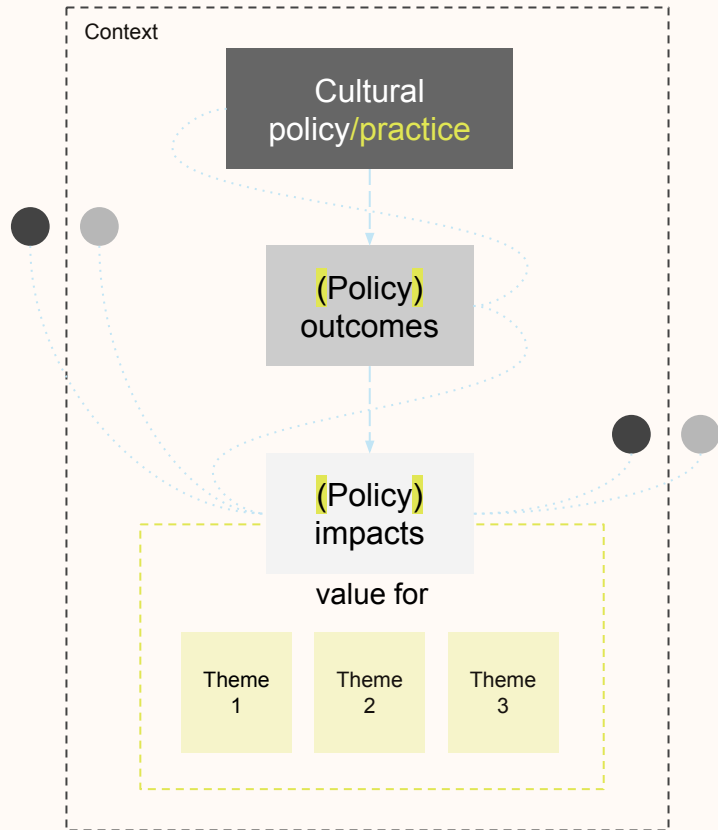 Context
Cultural
policy/practice
(Policy)
outcomes
(Policy)
impacts
value for
Theme
1
Theme
2
Theme
3